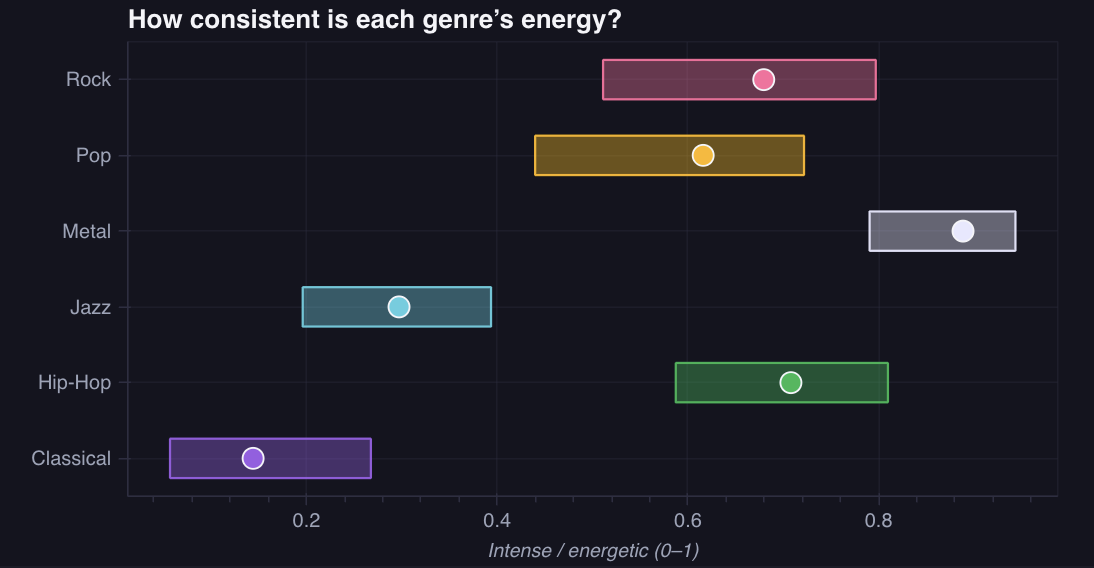 How consistent is each genre’s energy?
Rock
Pop
Metal
Jazz
Hip-Hop
Classical
0.2 0.4 0.6 0.8
Intense / energetic (0–1)